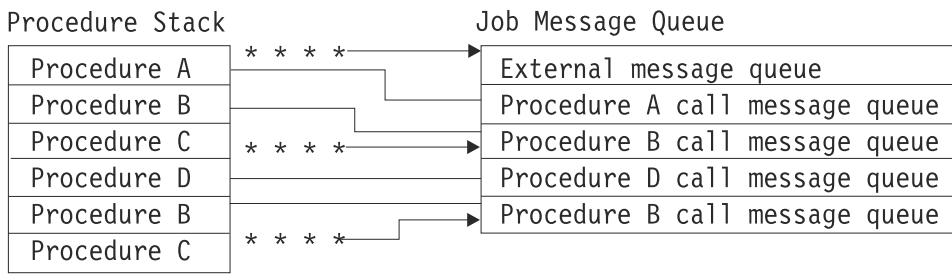 Procedure Stack
Job Message Queue
* * * *
Procedure A
External message queue
Procedure B
Procedure A call message queue
Procedure C
* * * *
Procedure B call message queue
Procedure D
Procedure D call message queue
Procedure B
Procedure B call message queue
* * * *
Procedure C